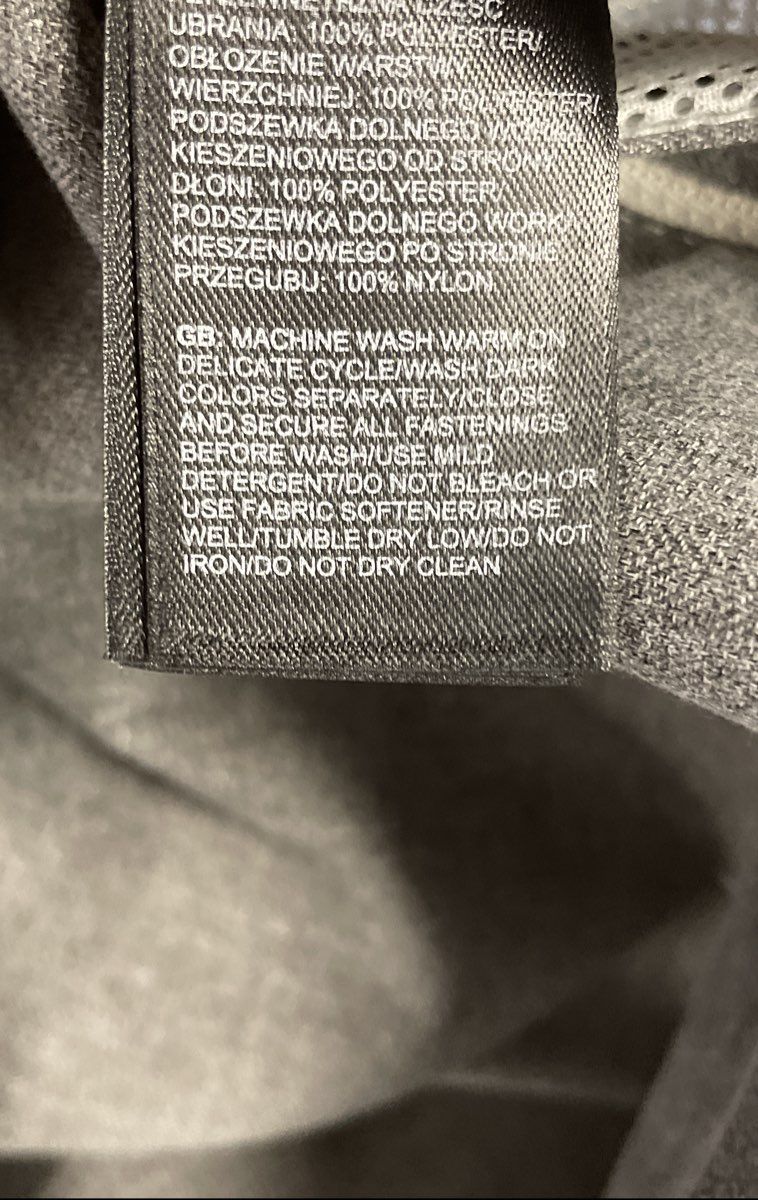 CZĘŚĆ
UBRANIA: 100% POLYESTER/
OBŁOŻENIE WARSTWY
WIERZCHNIEJ: 100% POLYESTER/
PODSZEWKA DOLNEGO WORKA
KIESZENIOWEGO OD STRONY
DŁONI: 100% POLYESTER/
PODSZEWKA DOLNEGO WORKA
KIESZENIOWEGO PO STRONIE
PRZEGUBU: 100% NYLON
GB: MACHINE WASH WARM ON
DELICATE CYCLE/WASH DARK
COLORS SEPARATELY/CLOSE
AND SECURE ALL FASTENINGS
BEFORE WASH/USE MILD
DETERGENT/DO NOT BLEACH OR
USE FABRIC SOFTENER/RINSE
WELL/TUMBLE DRY LOW/DO NOT
IRON/DO NOT DRY CLEAN